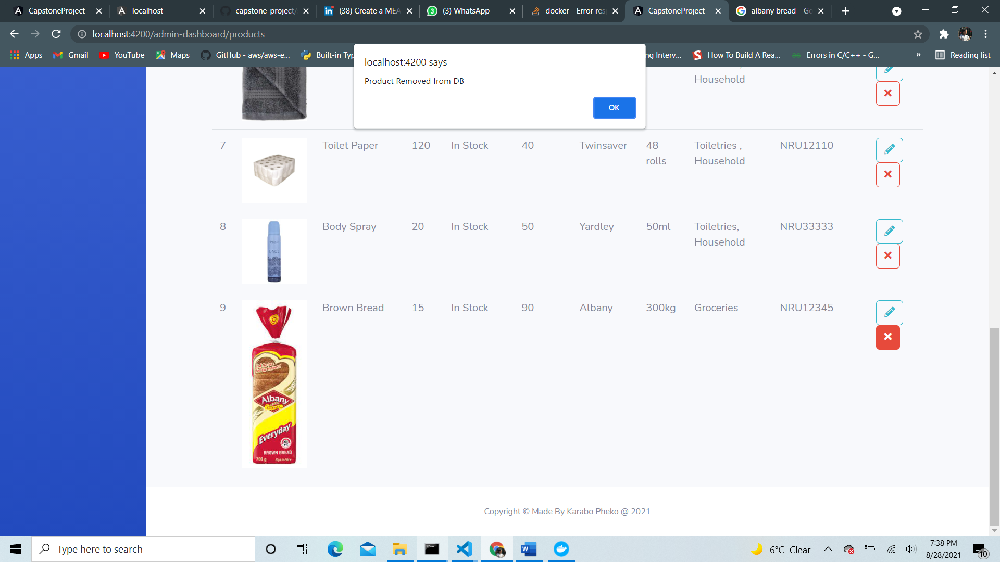 CapstoneProject
localhost
capstone-project/
(38) Create a MEA
(3) WhatsApp
docker - Error resp
CapstoneProject
albany bread - Go
localhost:4200/admin-dashboard/products
Apps
Gmail
YouTube
Maps
GitHub - aws/aws-e...
Built-in Typ
ng Interv...
How To Build A Rea...
Errors in C/C++ - G...
»
Reading list
localhost:4200 says
Product Removed from DB
OK
Household
7 Toilet Paper 120 In Stock 40 Twinsaver 48 Toiletries , NRU12110
rolls Household
8 Body Spray 20 In Stock 50 Yardley 50ml Toiletries, NRU33333
Household
LACE
9 Brown Bread 15 In Stock 90 Albany 300kg Groceries NRU12345
Albany
Everyday
BROWN BREAD
700 g High in Fibre
Copyright © Made By Karabo Pheko @ 2021
Type here to search
6°C Clear
7:38 PM
8/28/2021
10